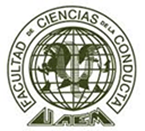 FACULTAD DE CIENCIAS DE LA CONDUCTA
UAEM